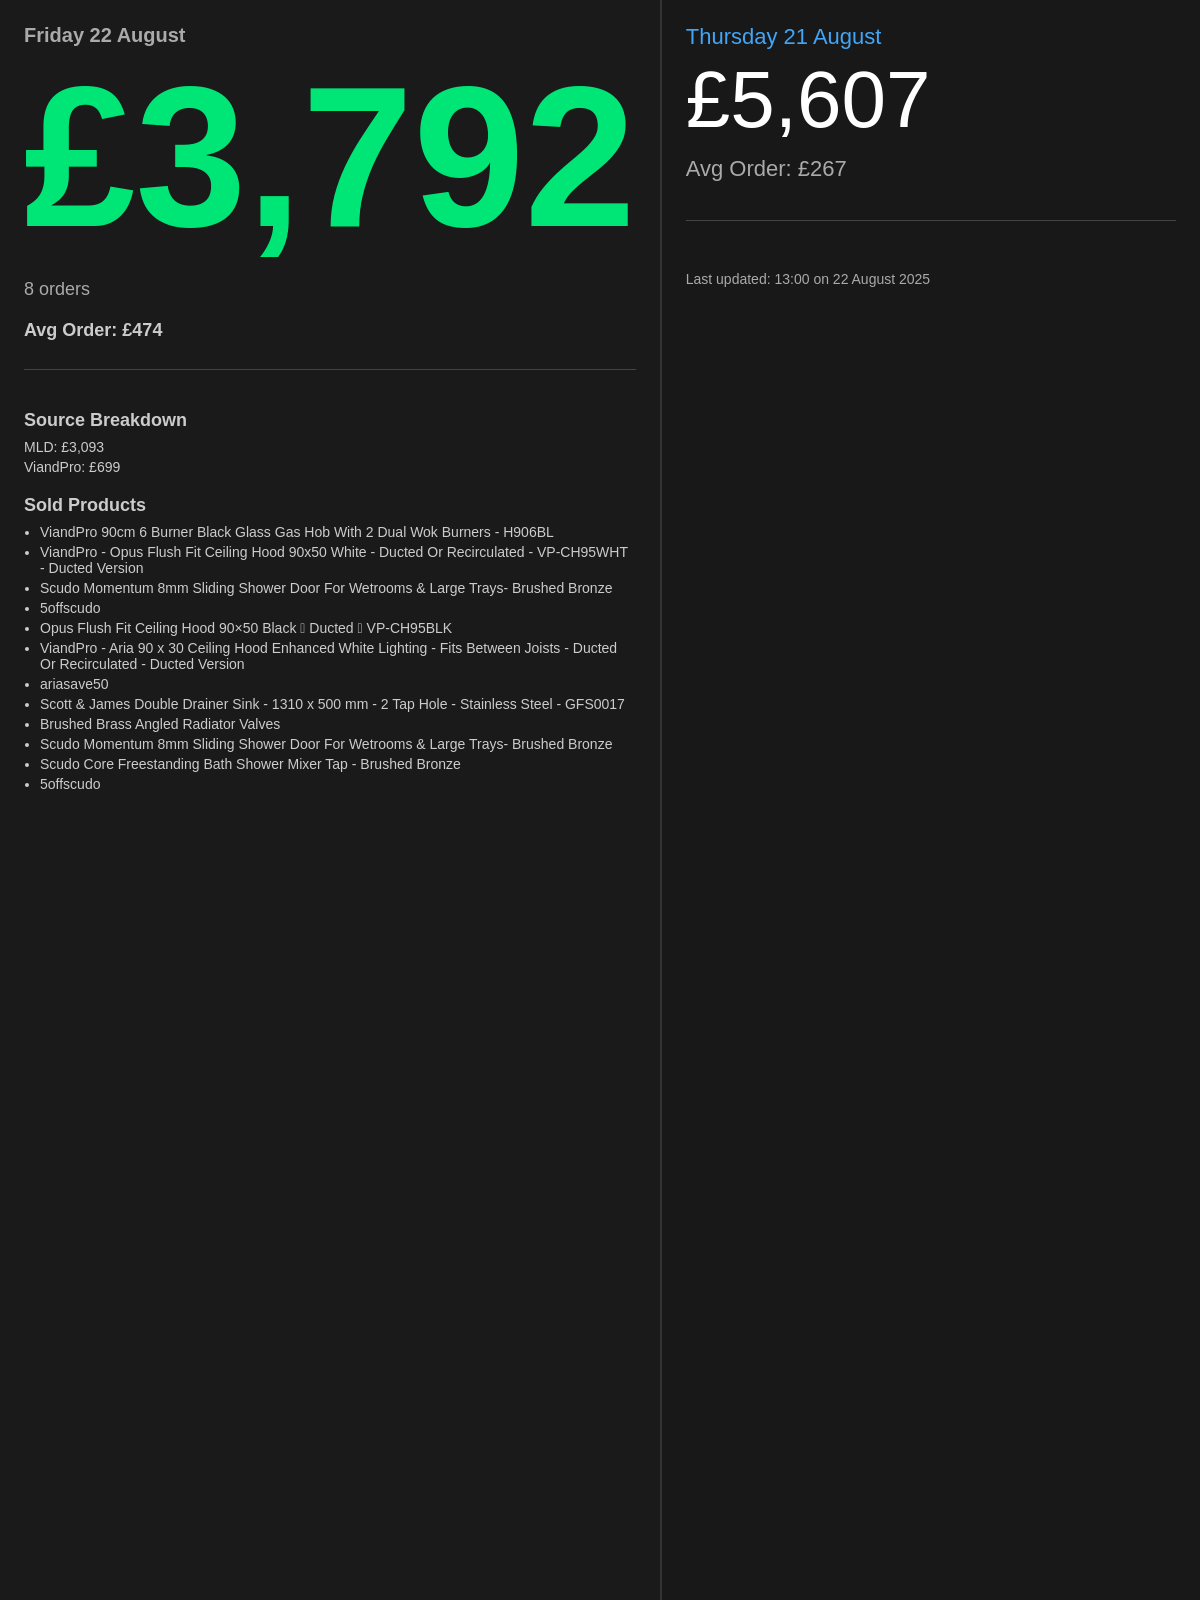 Friday 22 August
£3,792
8 orders
Avg Order: £474
Source Breakdown
MLD: £3,093
ViandPro: £699
Sold Products
• ViandPro 90cm 6 Burner Black Glass Gas Hob With 2 Dual Wok Burners - H906BL
• ViandPro - Opus Flush Fit Ceiling Hood 90x50 White - Ducted Or Recirculated - VP-CH95WHT
- Ducted Version
• Scudo Momentum 8mm Sliding Shower Door For Wetrooms & Large Trays- Brushed Bronze
• 5offscudo
• Opus Flush Fit Ceiling Hood 90×50 Black ▯ Ducted ▯ VP-CH95BLK
• ViandPro - Aria 90 x 30 Ceiling Hood Enhanced White Lighting - Fits Between Joists - Ducted
Or Recirculated - Ducted Version
• ariasave50
• Scott & James Double Drainer Sink - 1310 x 500 mm - 2 Tap Hole - Stainless Steel - GFS0017
• Brushed Brass Angled Radiator Valves
• Scudo Momentum 8mm Sliding Shower Door For Wetrooms & Large Trays- Brushed Bronze
• Scudo Core Freestanding Bath Shower Mixer Tap - Brushed Bronze
• 5offscudo
Thursday 21 August
£5,607
Avg Order: £267
Last updated: 13:00 on 22 August 2025